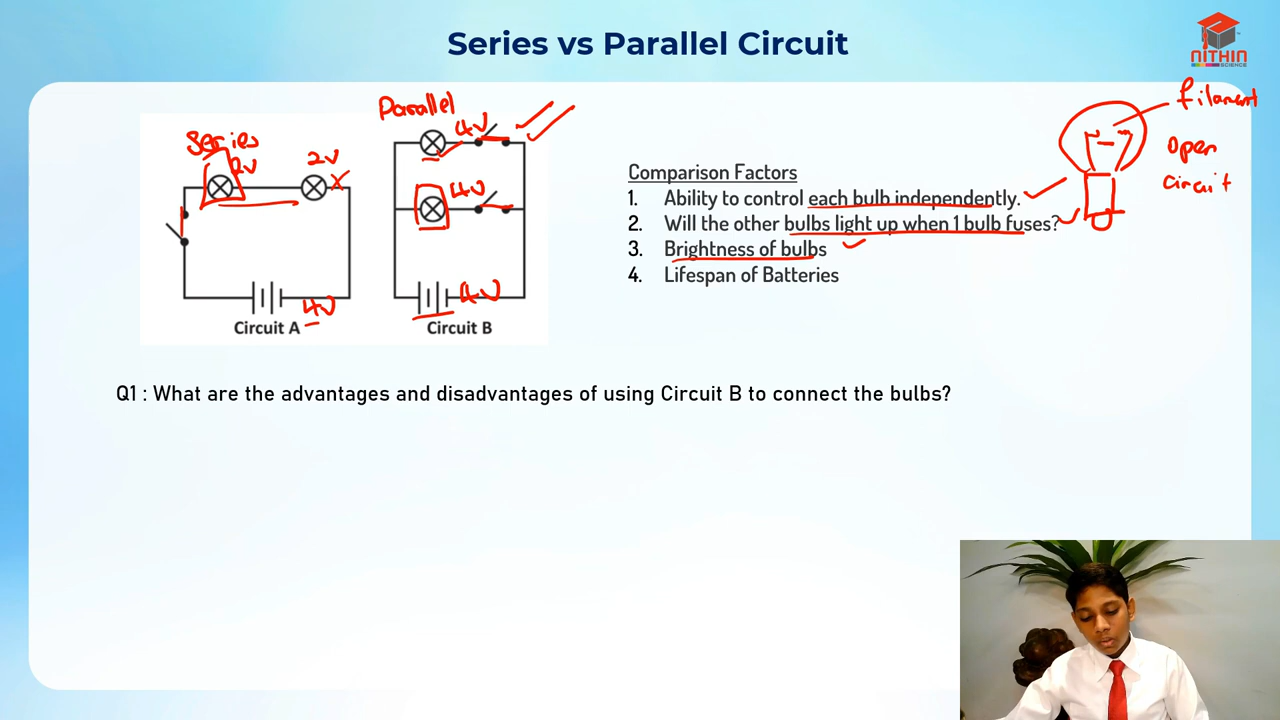 Series vs Parallel Circuit
NITHIN
SCIENCE
Series
2V
2V
4V
Circuit A
Parallel
4V
4V
4V
Circuit B
Comparison Factors
1. Ability to control each bulb independently.
2. Will the other bulbs light up when 1 bulb fuses?
3. Brightness of bulbs
4. Lifespan of Batteries
filament
open
circuit
Q1 : What are the advantages and disadvantages of using Circuit B to connect the bulbs?